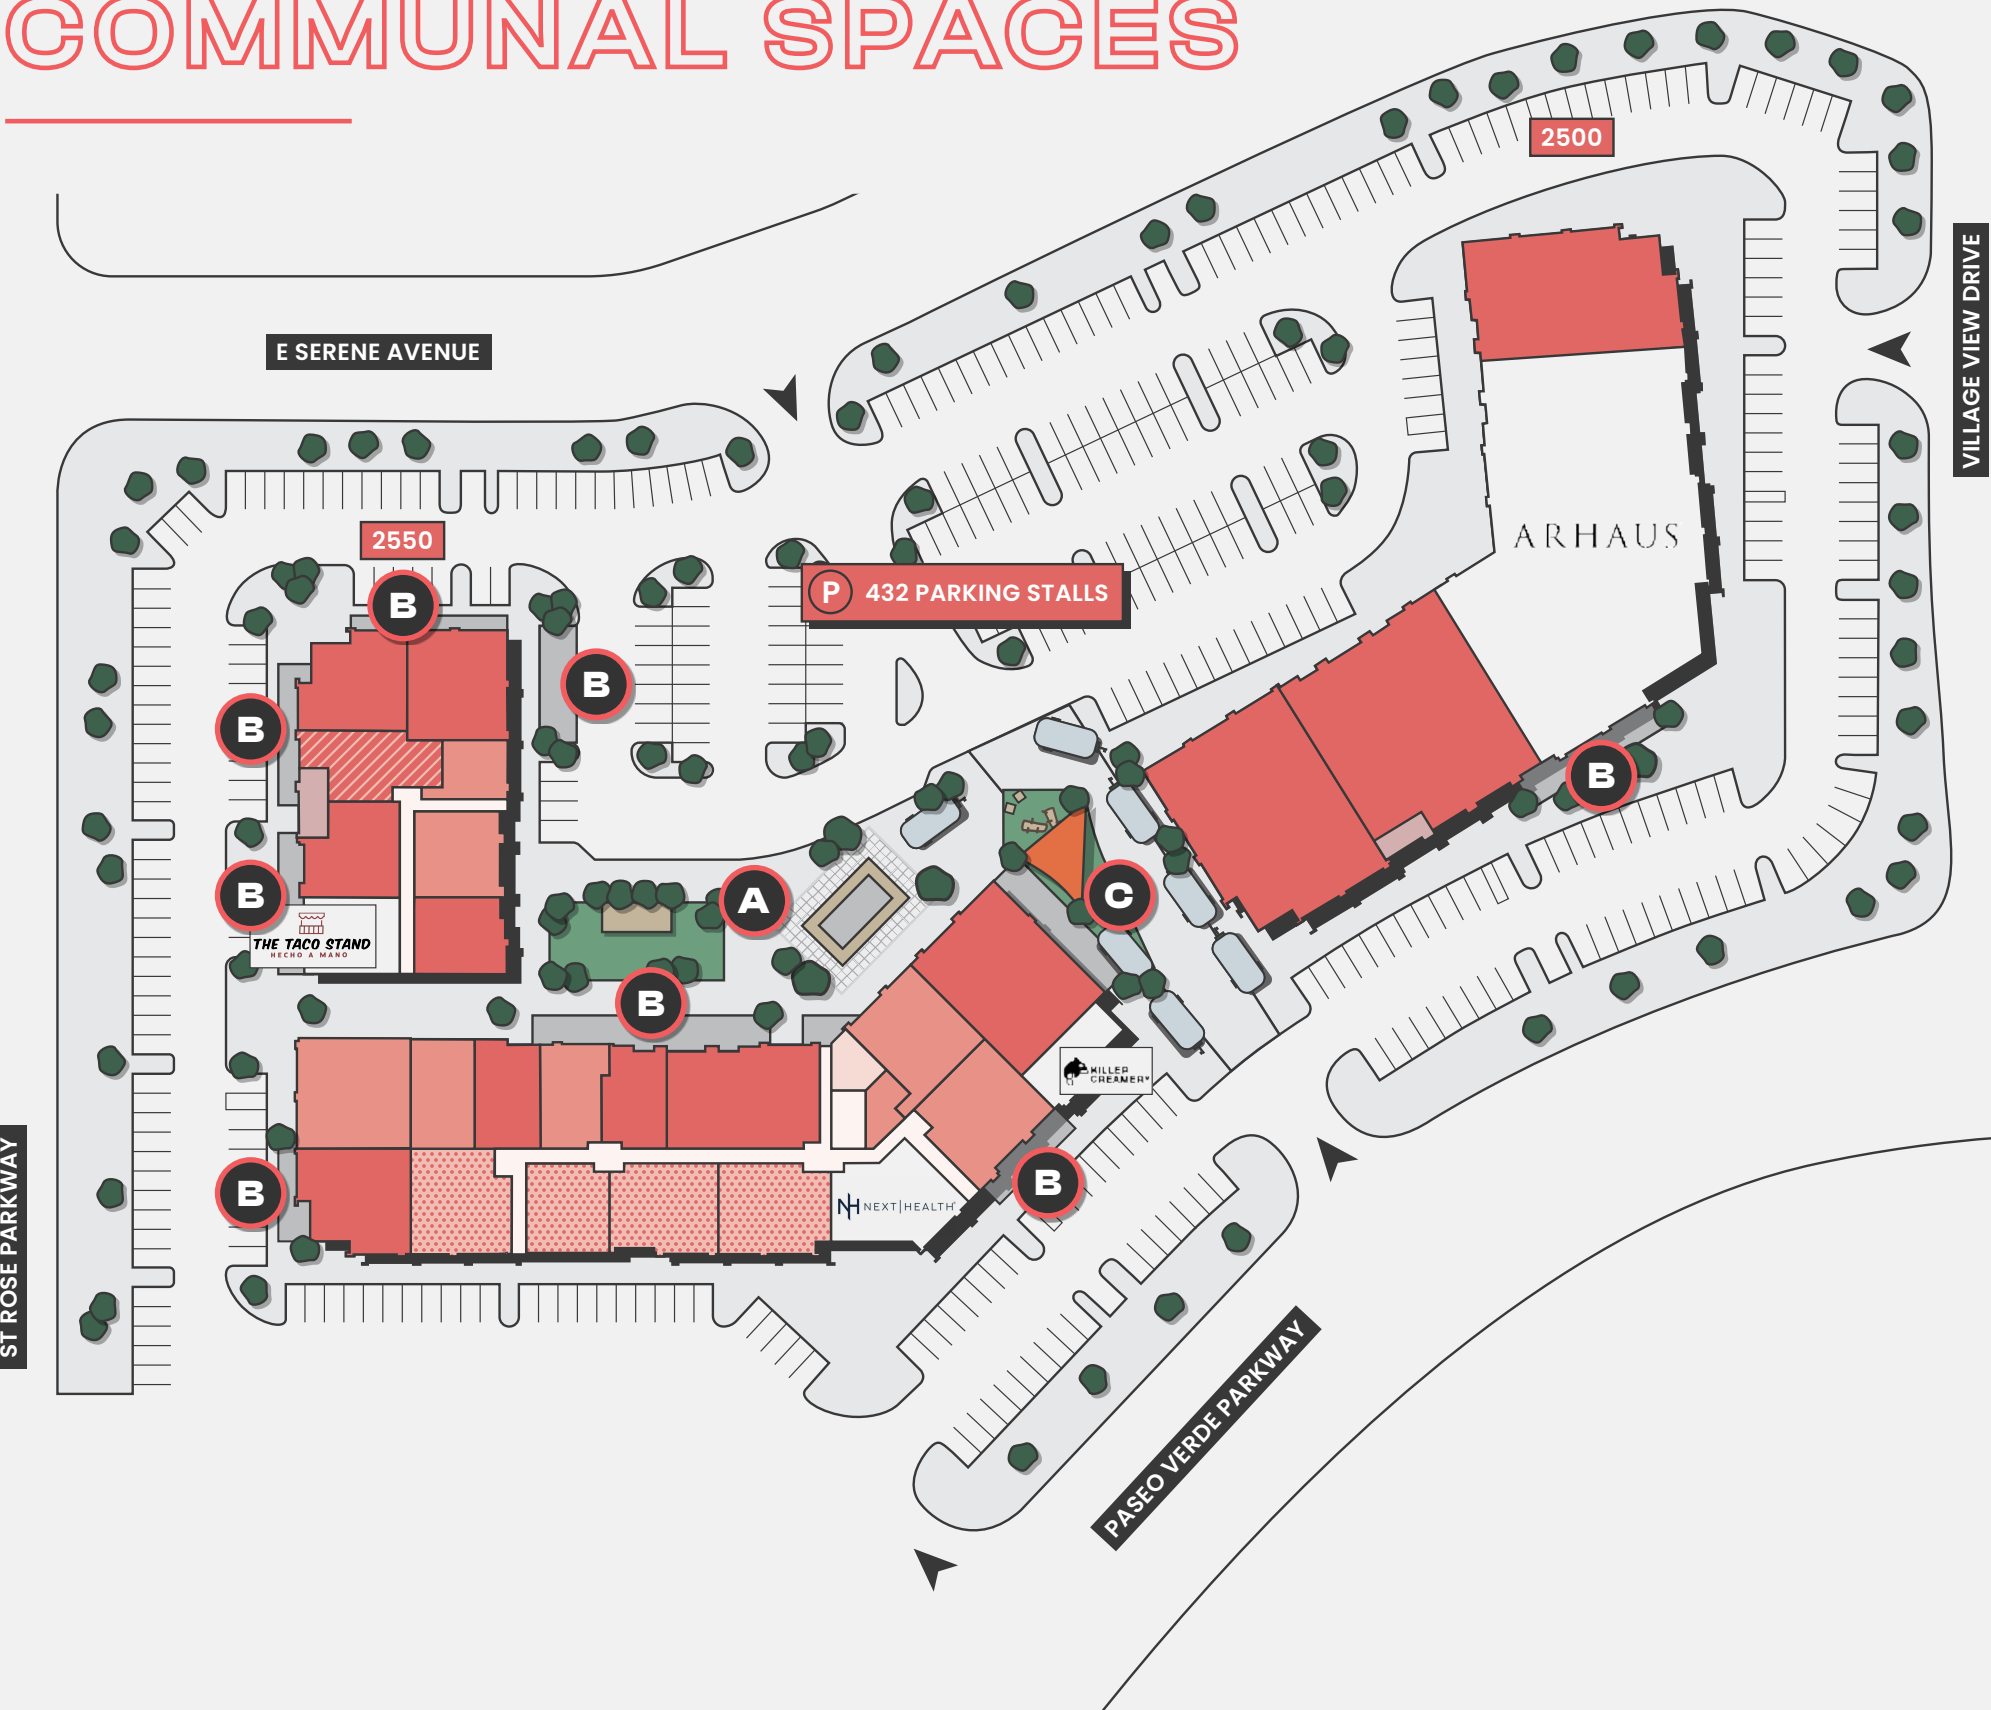 COMMUNAL SPACES
2500
VILLAGE VIEW DRIVE
E SERENE AVENUE
2550
B
P 432 PARKING STALLS
ARHAUS
B
B
B
B
A
C
THE TACO STAND
HECHO A MANO
B
KILLER
CREAMERY
B
B
NEXT|HEALTH
ST ROSE PARKWAY
PASEO VERDE PARKWAY